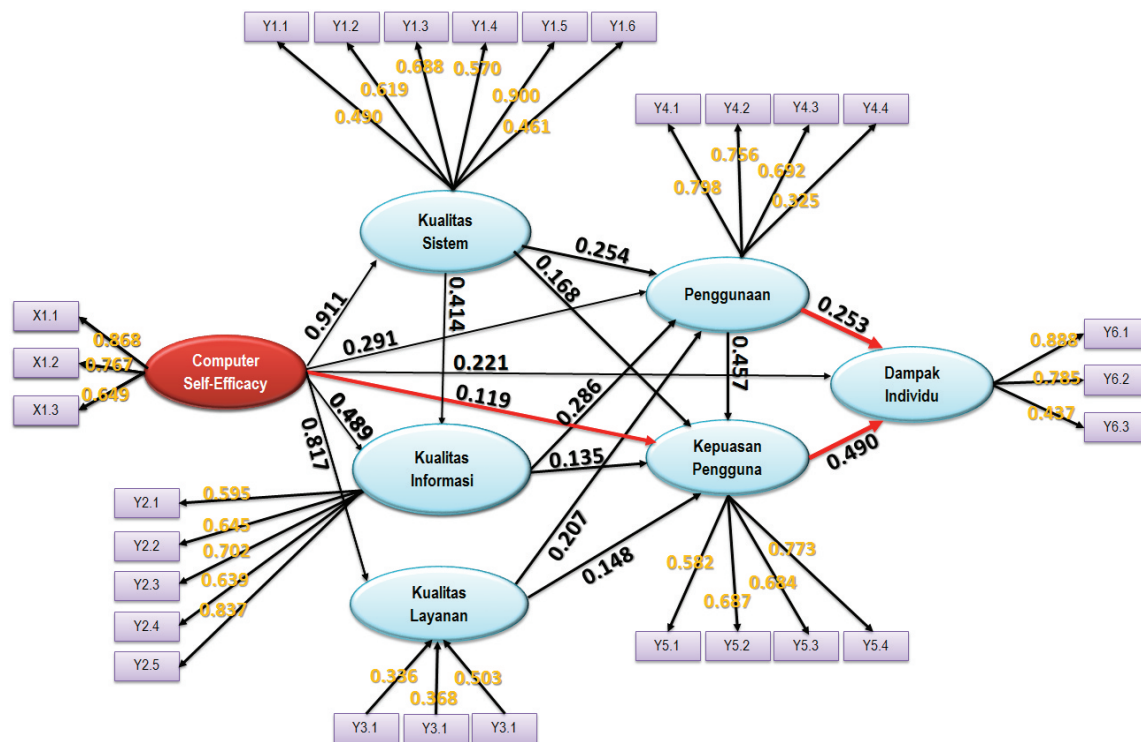 Y1.1 Y1.2 Y1.3 Y1.4 Y1.5 Y1.6
0.490 0.619 0.688 0.570 0.900 0.461
Y4.1 Y4.2 Y4.3 Y4.4
0.798 0.756 0.692 0.325
Kualitas
Sistem
0.254
0.168
0.414
0.911
Penggunaan
0.253
0.291
0.457
X1.1
X1.2
X1.3
0.868
0.767
0.649
Computer
Self-Efficacy
0.221
0.119
0.489
0.817
0.286
Dampak
Individu
0.888
0.785
0.437
Y6.1
Y6.2
Y6.3
Kualitas
Informasi
0.135
Kepuasan
Pengguna
0.490
0.207
0.148
Y2.1
Y2.2
Y2.3
Y2.4
Y2.5
0.595
0.645
0.702
0.639
0.837
Kualitas
Layanan
0.582 0.687 0.684 0.773
Y5.1 Y5.2 Y5.3 Y5.4
0.336 0.368 0.503
Y3.1 Y3.1 Y3.1